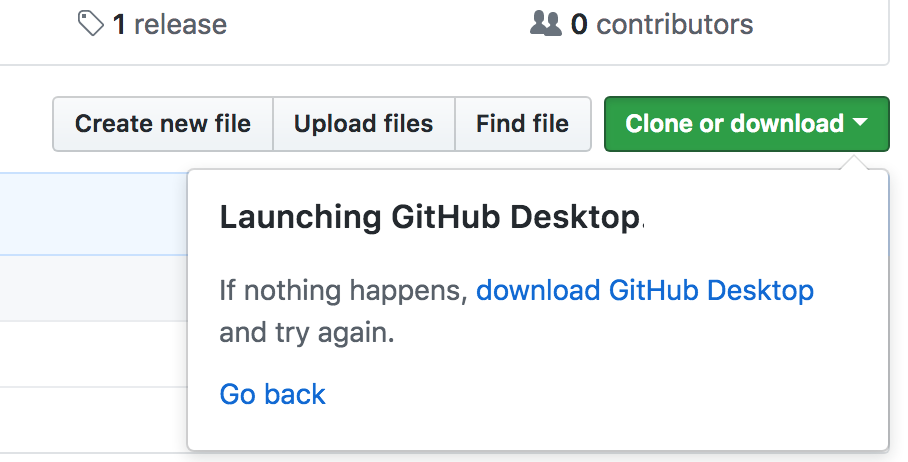 1 release
0 contributors
Create new file
Upload files
Find file
Clone or download
Launching GitHub Desktop.
If nothing happens, download GitHub Desktop
and try again.
Go back